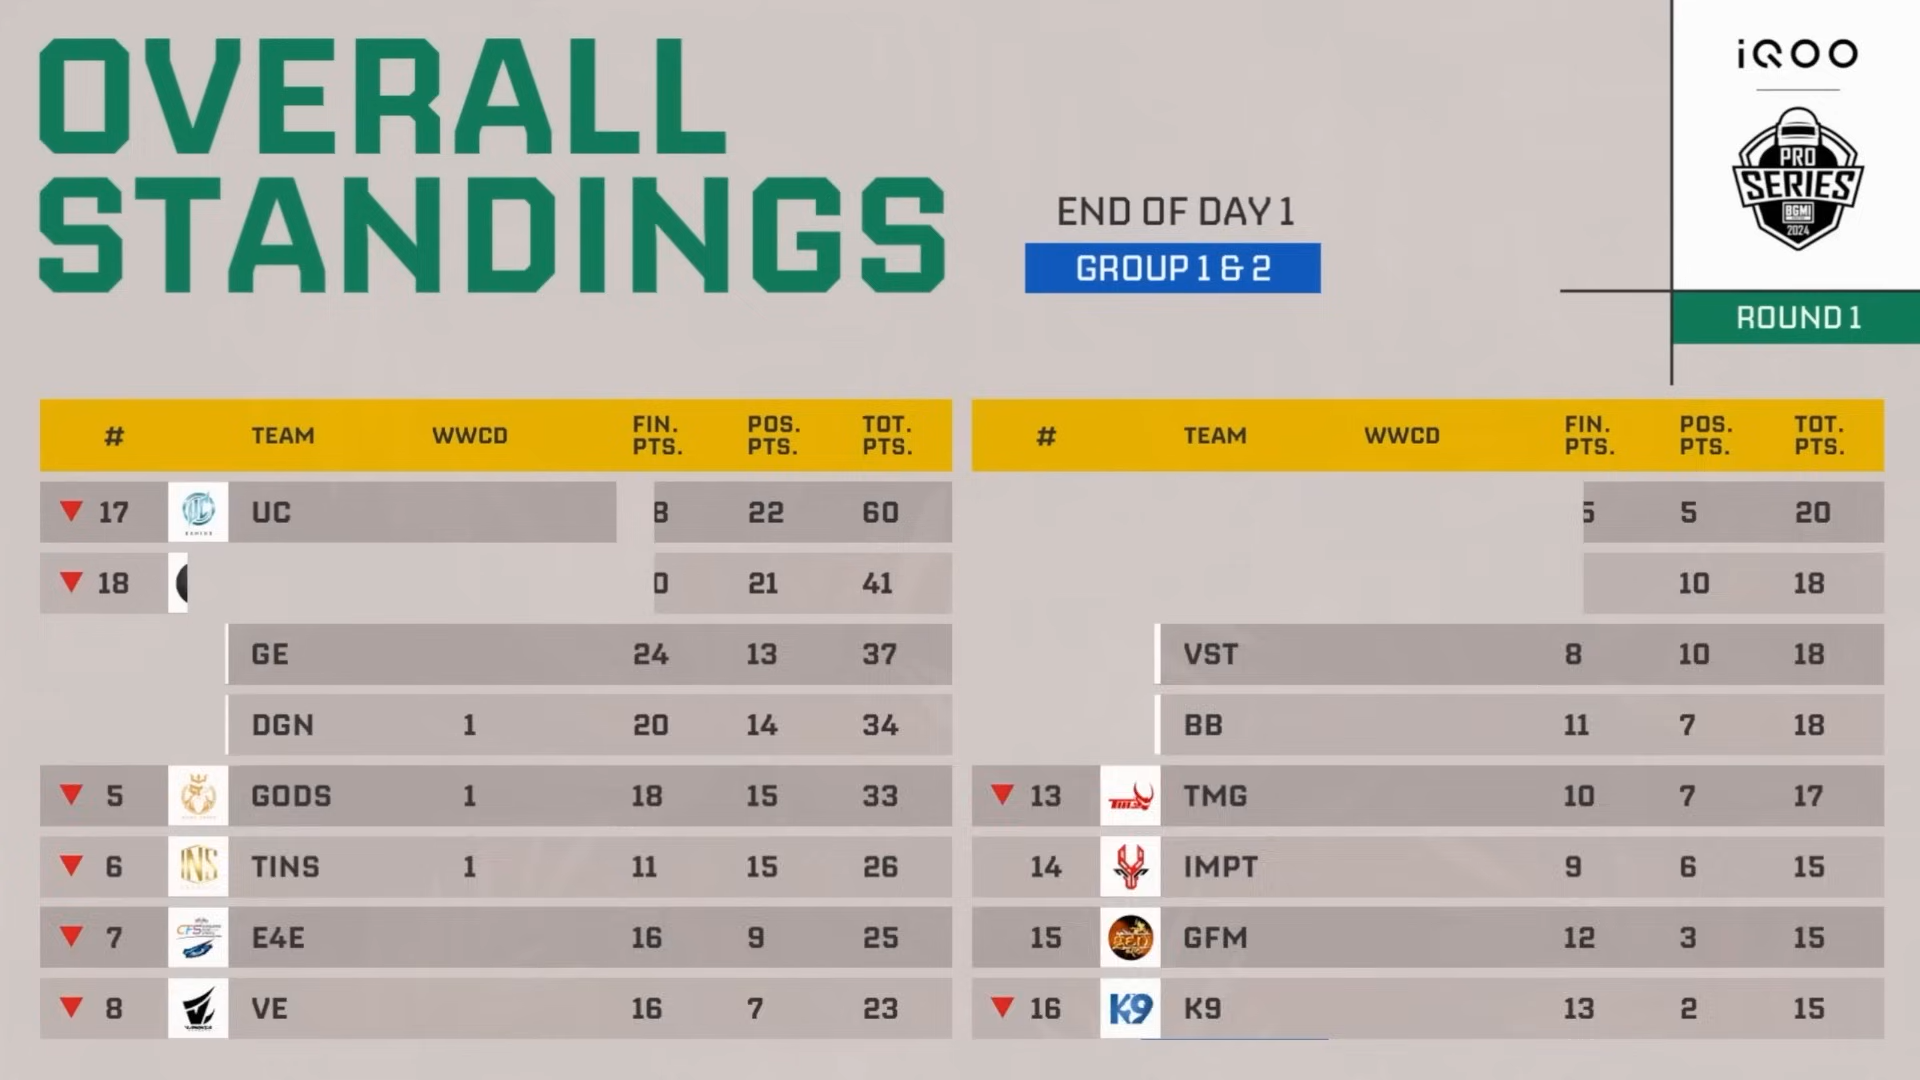 OVERALL
STANDINGS
END OF DAY 1
GROUP 1 & 2
iQOO
PRO
SERIES
BGMI
2024
ROUND 1
# TEAM WWCD FIN. PTS. POS. PTS. TOT. PTS.
17 UC 8 22 60
18 0 21 41
GE 24 13 37
DGN 1 20 14 34
5 GODS 1 18 15 33
6 TINS 1 11 15 26
7 E4E 16 9 25
8 VE 16 7 23
# TEAM WWCD FIN. PTS. POS. PTS. TOT. PTS.
5 5 20
10 18
VST 8 10 18
BB 11 7 18
13 TMG 10 7 17
14 IMPT 9 6 15
15 GFM 12 3 15
16 K9 K9 13 2 15